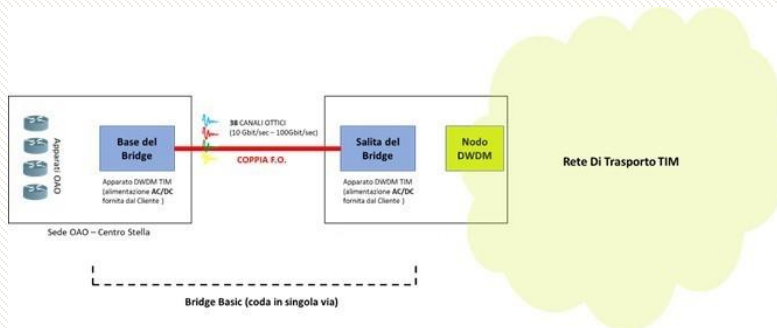 38 CANALI OTTICI
(10 Gbit/sec – 100Gbit/sec)
COPPIA F.O.
Apparati OAO
Base del
Bridge
Salita del
Bridge
Nodo
DWDM
Rete Di Trasporto TIM
Apparato DWDM TIM
(alimentazione AC/DC
fornita dal Cliente )
Apparato DWDM TIM
(alimentazione AC/DC
fornita dal Cliente )
Sede OAO – Centro Stella
Bridge Basic (coda in singola via)